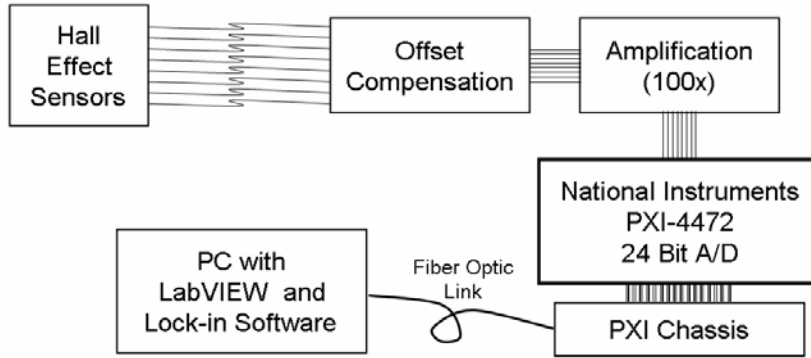 Hall
Effect
Sensors
Offset
Compensation
Amplification
(100x)
National Instruments
PXI-4472
24 Bit A/D
PC with
LabVIEW and
Lock-in Software
Fiber Optic
Link
PXI Chassis